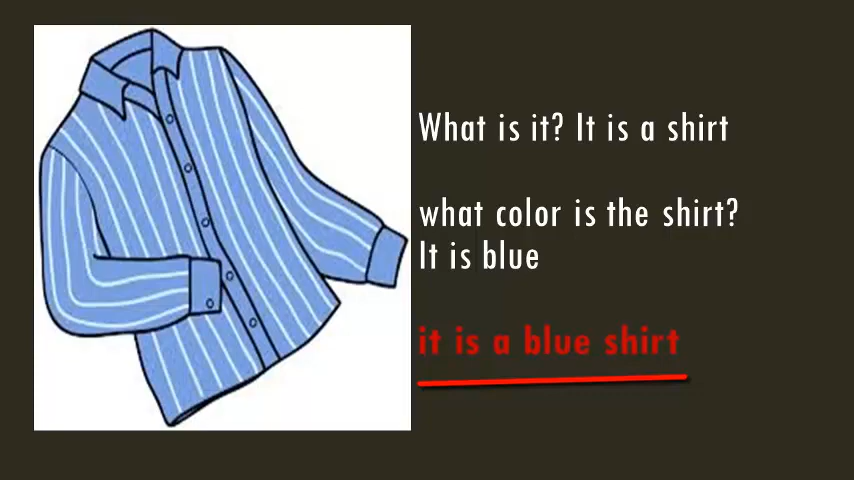 What is it? It is a shirt
what color is the shirt?
It is blue
it is a blue shirt